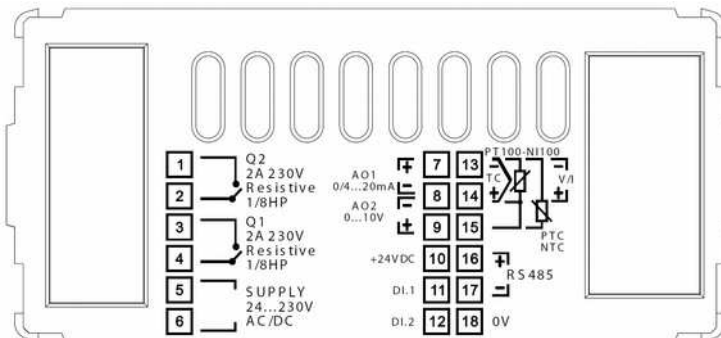 1
Q2
2A 230V
Resistive
1/8HP
2
3
Q1
2A 230V
Resistive
1/8HP
4
5
SUPPLY
24...230V
AC/DC
6
PT100-NI100
+ 7 13 - TC - V/I
AO1
0/4...20mA
- 8 14 + +
AO2
0...10V
+ 9 15
PTC
NTC
+24VDC 10 16 +
RS485
DI.1 11 17 -
DI.2 12 18 0V